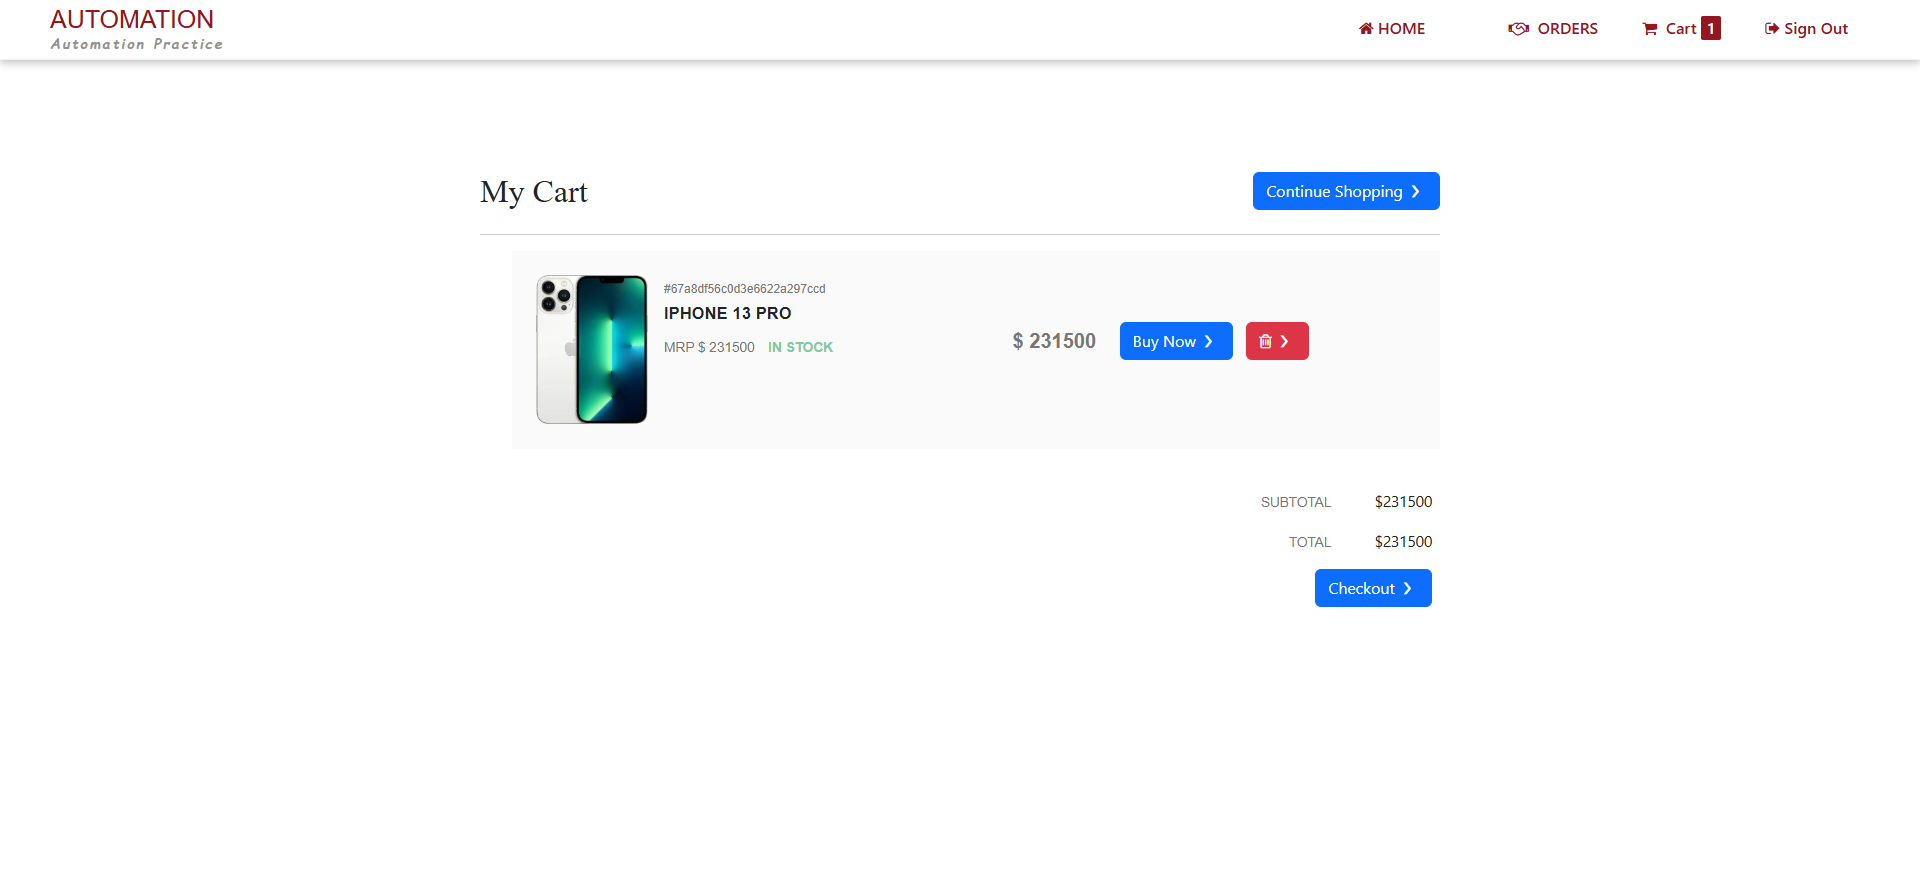 AUTOMATION
Automation Practice
HOME
ORDERS
Cart 1
Sign Out
My Cart
Continue Shopping
#67a8df56c0d3e6622a297ccd
IPHONE 13 PRO
MRP $ 231500 IN STOCK
$ 231500
Buy Now
SUBTOTAL $231500
TOTAL $231500
Checkout